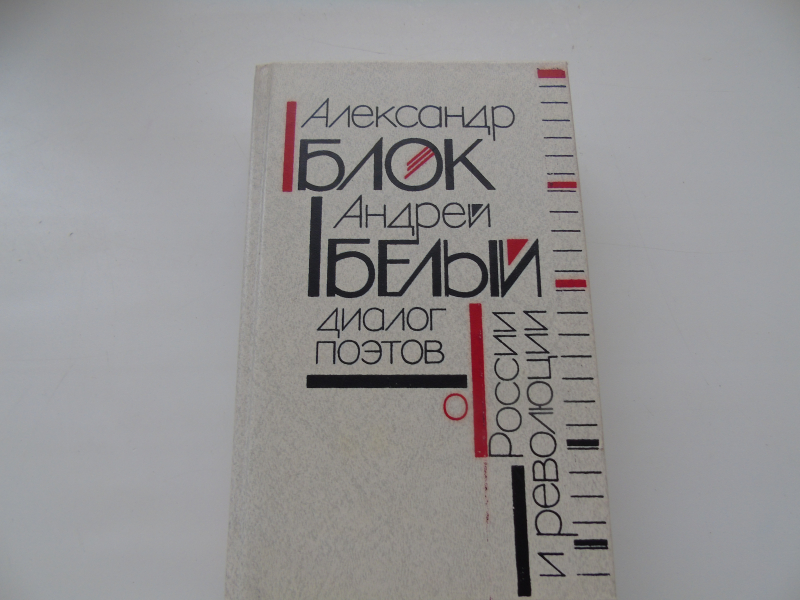 Александр
БЛОК
Андрей
БЕЛЫЙ
диалог
поэтов
о
России
и революции